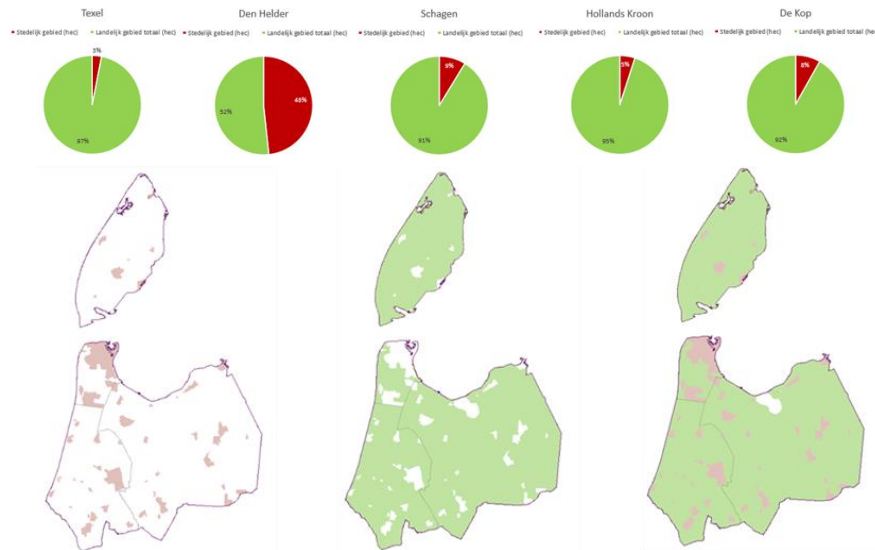 Texel
Den Helder
Schagen
Hollands Kroon
De Kop
Stedelijk gebied (hec) Landelijk gebied totaal (hec)
Stedelijk gebied (hec) Landelijk gebied totaal (hec)
Stedelijk gebied (hec) Landelijk gebied totaal (hec)
Stedelijk gebied (hec) Landelijk gebied totaal (hec)
Stedelijk gebied (hec) Landelijk gebied totaal (he
3%
97%
52%
48%
9%
91%
5%
95%
8%
92%